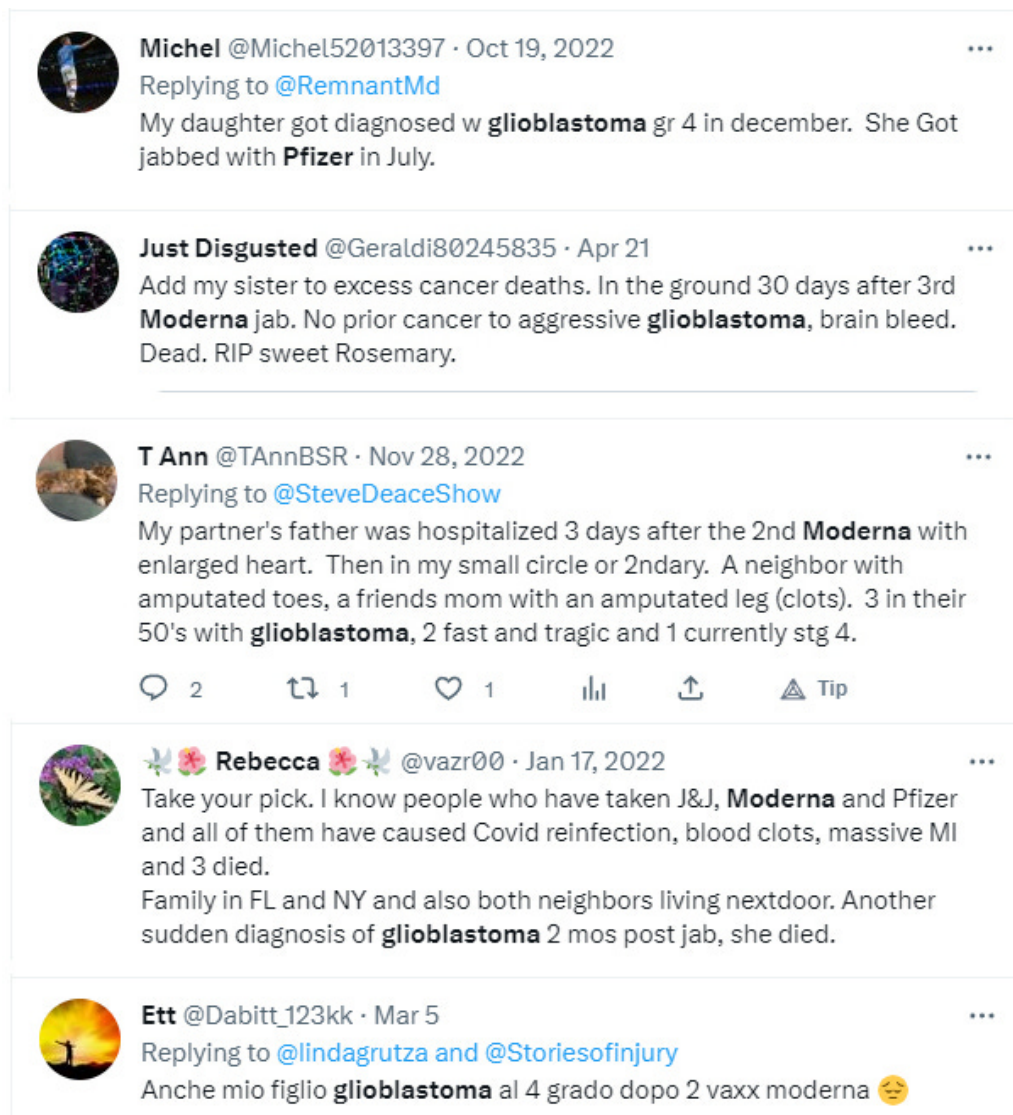 Michel @Michel52013397 · Oct 19, 2022
Replying to @RemnantMd
My daughter got diagnosed w glioblastoma gr 4 in december. She Got
jabbed with Pfizer in July.
Just Disgusted @Geraldi80245835 · Apr 21
Add my sister to excess cancer deaths. In the ground 30 days after 3rd
Moderna jab. No prior cancer to aggressive glioblastoma, brain bleed.
Dead. RIP sweet Rosemary.
T Ann @TAnnBSR · Nov 28, 2022
Replying to @SteveDeaceShow
My partner's father was hospitalized 3 days after the 2nd Moderna with
enlarged heart. Then in my small circle or 2ndary. A neighbor with
amputated toes, a friends mom with an amputated leg (clots). 3 in their
50's with glioblastoma, 2 fast and tragic and 1 currently stg 4.
2 1 1 Tip
🕊️🌺 Rebecca 🌺🕊️ @vazr00 · Jan 17, 2022
Take your pick. I know people who have taken J&J, Moderna and Pfizer
and all of them have caused Covid reinfection, blood clots, massive MI
and 3 died.
Family in FL and NY and also both neighbors living nextdoor. Another
sudden diagnosis of glioblastoma 2 mos post jab, she died.
Ett @Dabitt_123kk · Mar 5
Replying to @lindagrutza and @Storiesofinjury
Anche mio figlio glioblastoma al 4 grado dopo 2 vaxx moderna 😔